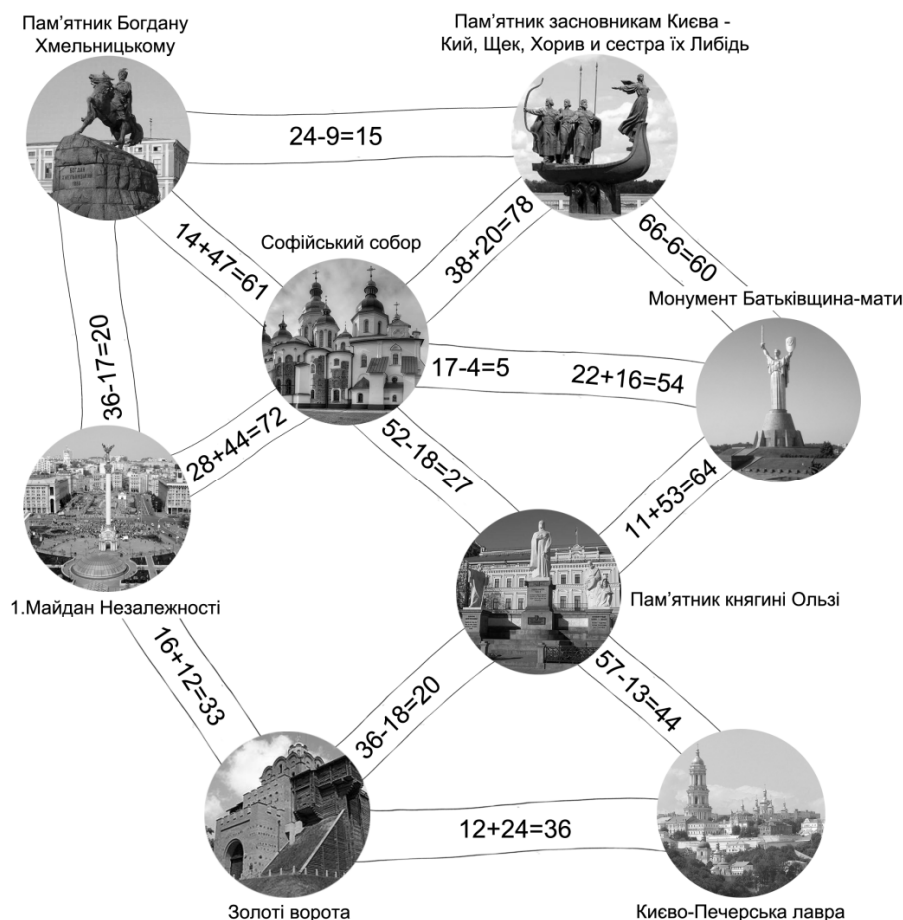 Пам’ятник Богдану
Хмельницькому
Пам’ятник засновникам Києва -
Кий, Щек, Хорив и сестра їх Либідь
24-9=15
14+47=61
38+20=78
66-6=60
Софійський собор
Монумент Батьківщина-мати
36-17=20
17-4=5
22+16=54
28+44=72
52-18=27
11+53=64
1.Майдан Незалежності
Пам’ятник княгині Ользі
16+12=33
36-18=20
57-13=44
12+24=36
Золоті ворота
Києво-Печерська лавра